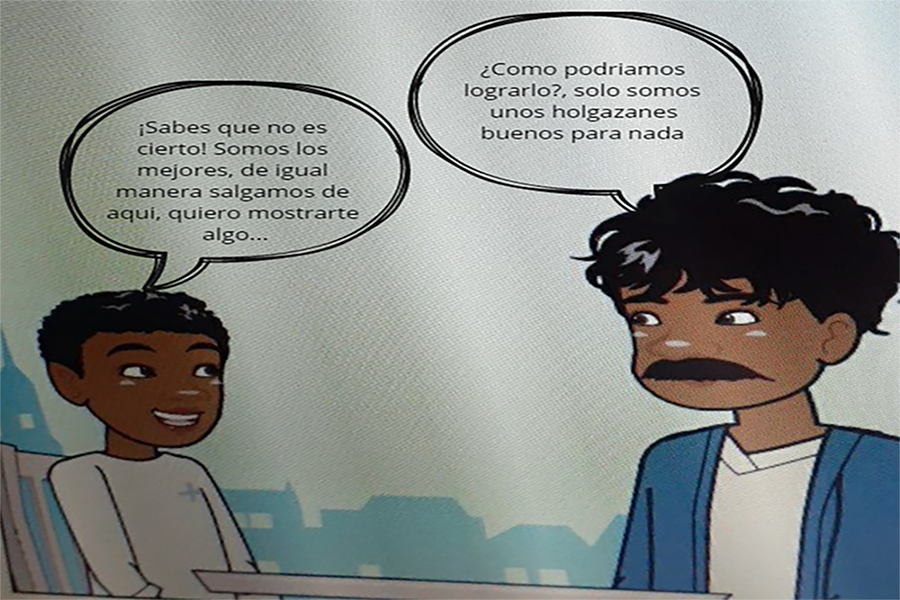 ¿Como podriamos
lograrlo?, solo somos
unos holgazanes
buenos para nada
¡Sabes que no es
cierto! Somos los
mejores, de igual
manera salgamos de
aqui, quiero mostrarte
algo...